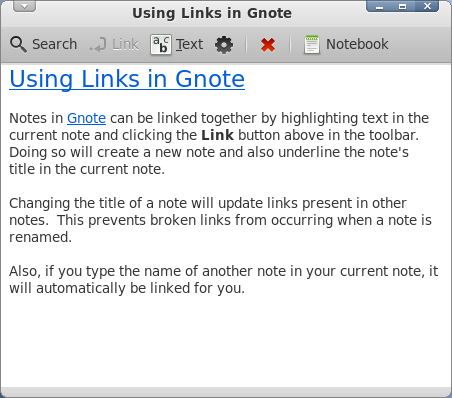 Using Links in Gnote
Search Link Text Notebook
Using Links in Gnote
Notes in Gnote can be linked together by highlighting text in the
current note and clicking the Link button above in the toolbar.
Doing so will create a new note and also underline the note's
title in the current note.
Changing the title of a note will update links present in other
notes.  This prevents broken links from occurring when a note is
renamed.
Also, if you type the name of another note in your current note, it
will automatically be linked for you.